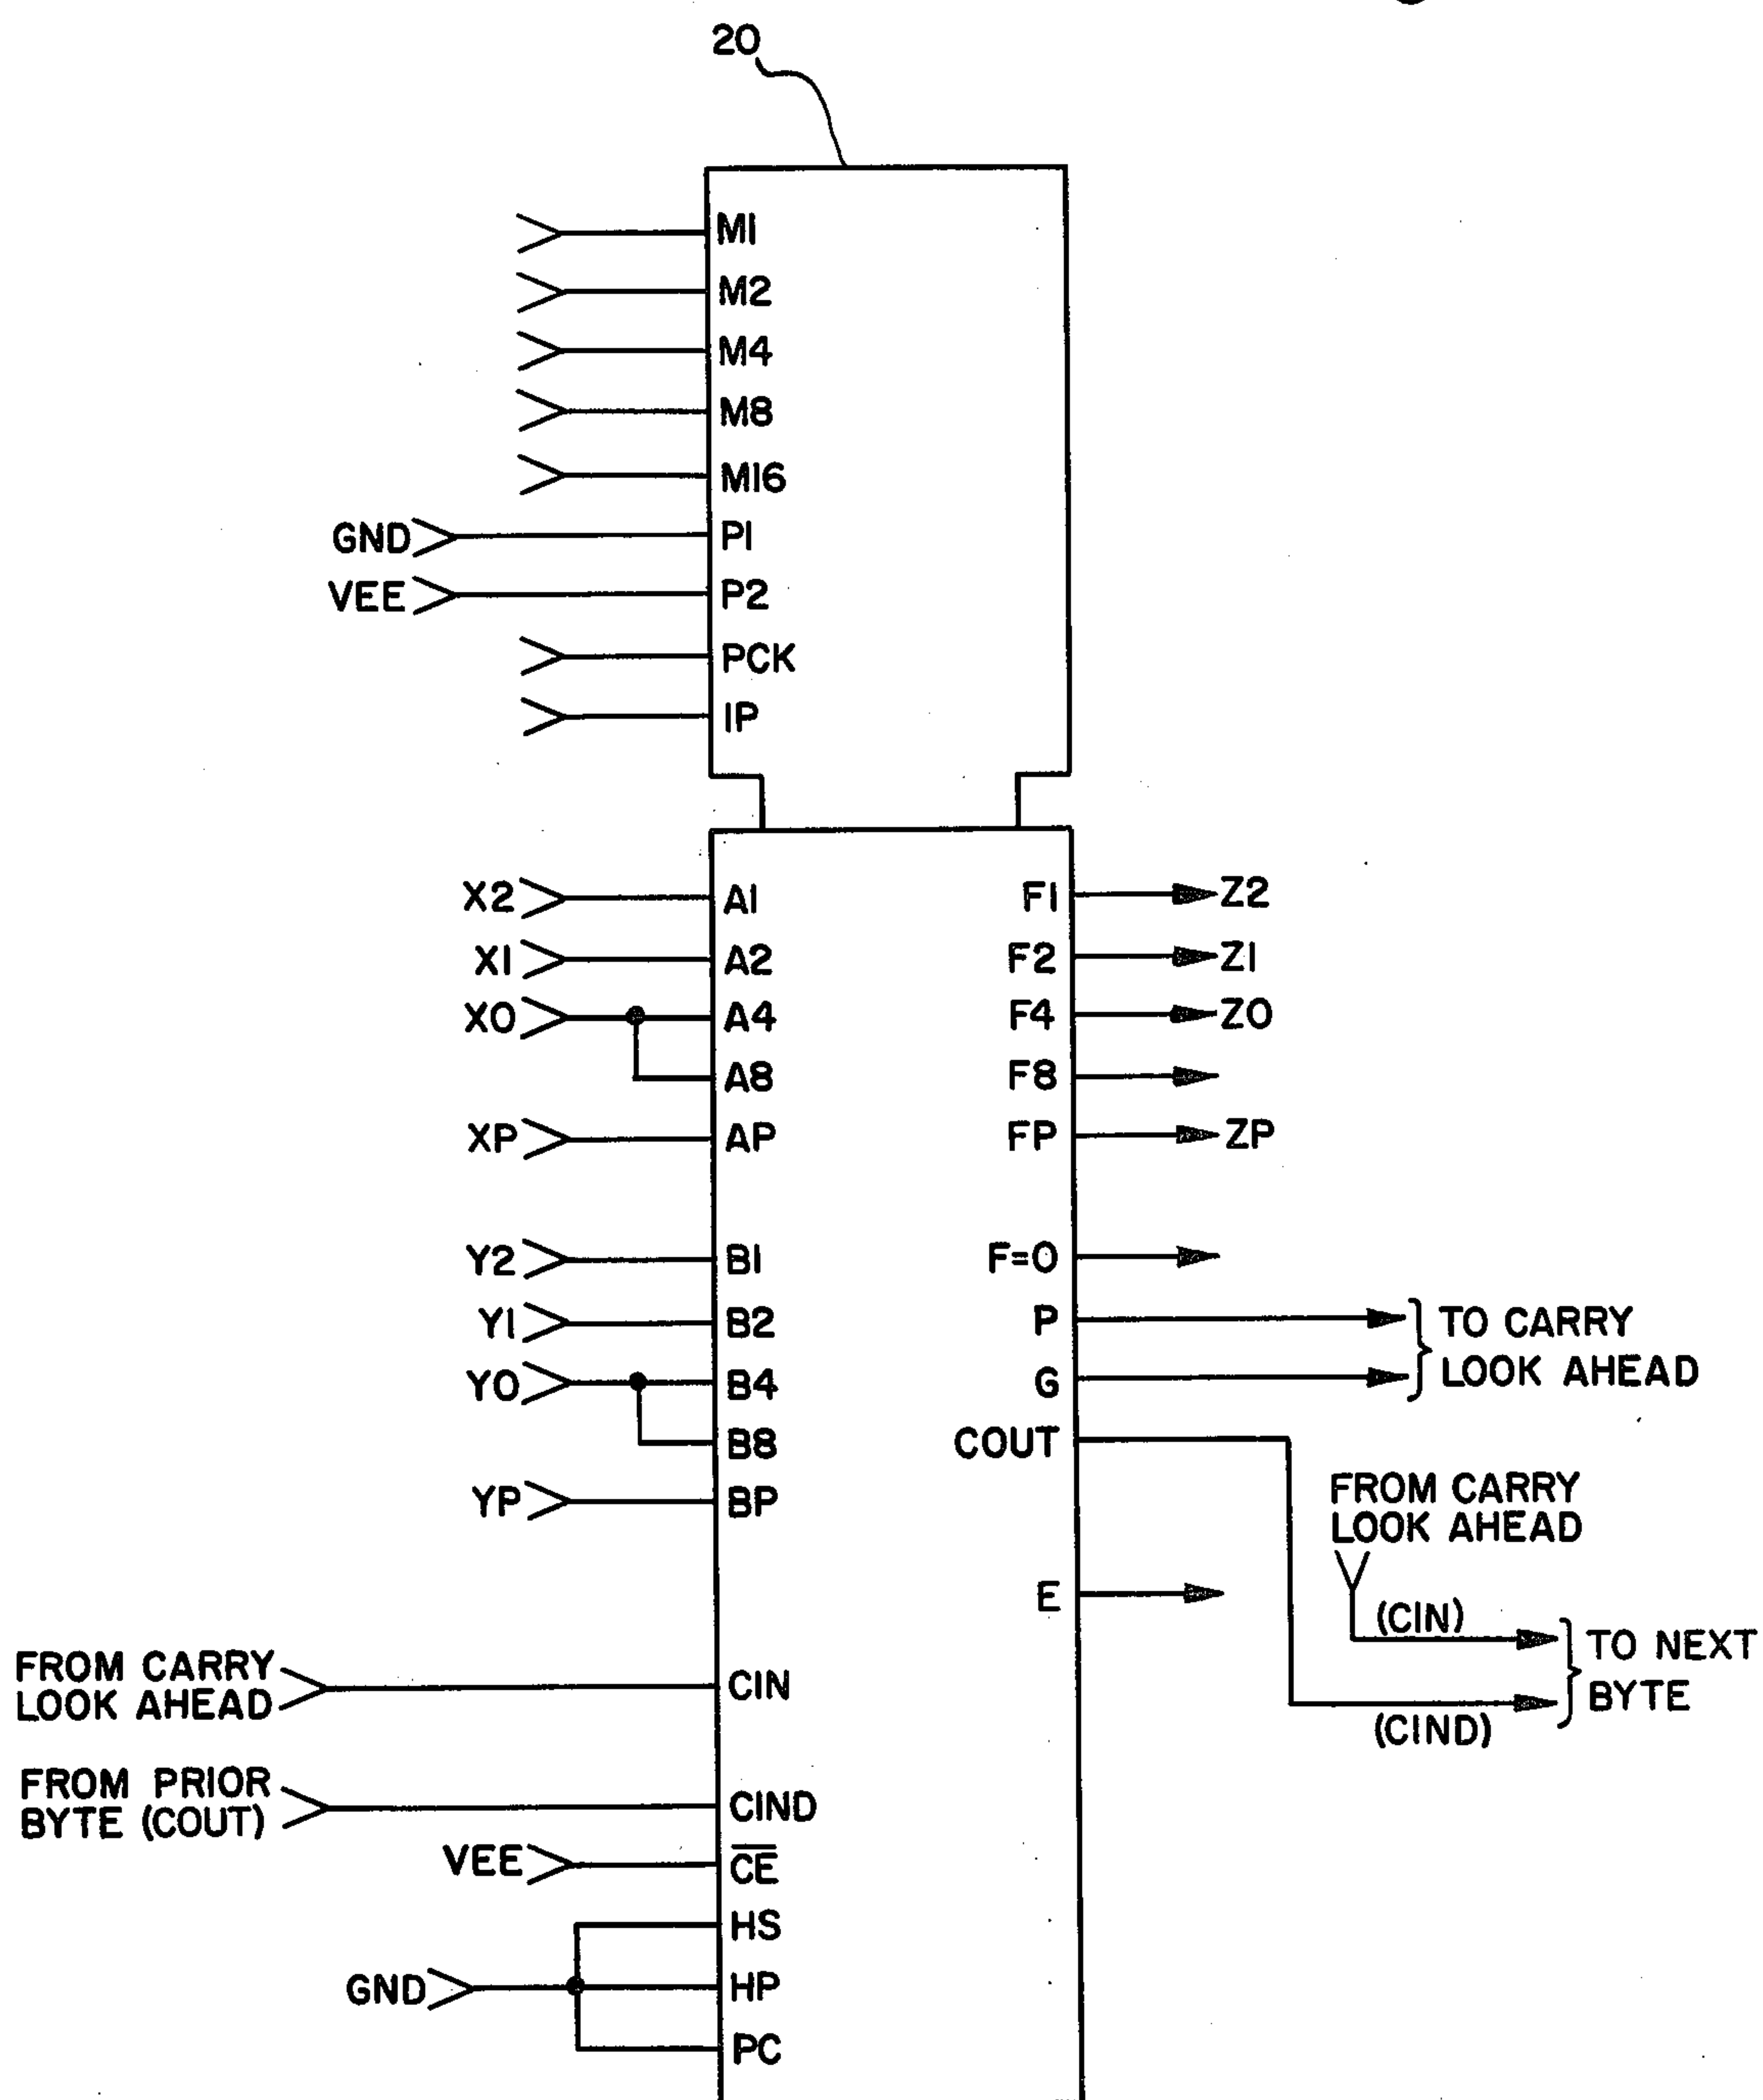 20
M1
M2
M4
M8
M16
GND P1
VEE P2
PCK
IP
X2 A1 F1 Z2
X1 A2 F2 Z1
X0 A4 F4 Z0
A8 F8
XP AP FP ZP
Y2 B1 F=0
Y1 B2 P TO CARRY
Y0 B4 G LOOK AHEAD
B8 COUT
YP BP FROM CARRY
LOOK AHEAD
E
(CIN) TO NEXT
BYTE
(CIND)
FROM CARRY
LOOK AHEAD CIN
FROM PRIOR
BYTE (COUT) CIND
VEE C̅E̅
HS
GND HP
PC